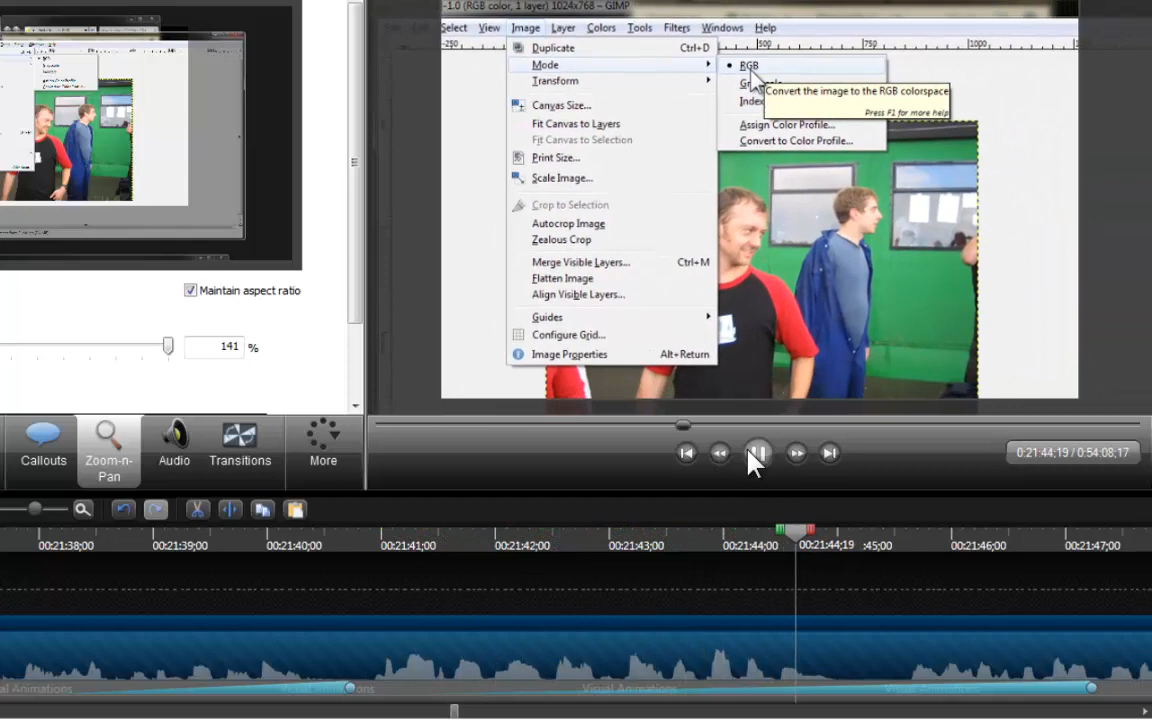 -1.0 (RGB color, 1 layer) 1024x768 – GIMP
Select View Image Layer Colors Tools Filters Windows Help
-250 500 750 1000
Duplicate Ctrl+D
Mode
RGB
Transform
Convert the image to the RGB colorspace
Press F1 for more help
Canvas Size...
Fit Canvas to Layers
Assign Color Profile...
Fit Canvas to Selection
Convert to Color Profile...
Print Size...
Scale Image...
Crop to Selection
Autocrop Image
Zealous Crop
Merge Visible Layers... Ctrl+M
Flatten Image
Align Visible Layers...
Guides
Configure Grid...
Image Properties Alt+Return
Maintain aspect ratio
141 %
Callouts
Zoom-n-Pan
Audio
Transitions
More
0:21:44;19 / 0:54:08;17
00:21:38;00 00:21:39;00 00:21:40;00 00:21:41;00 00:21:42;00 00:21:43;00 00:21:44;00 00:21:44;19 :45;00 00:21:46;00 00:21:47;00
Visual Animations Visual Animations